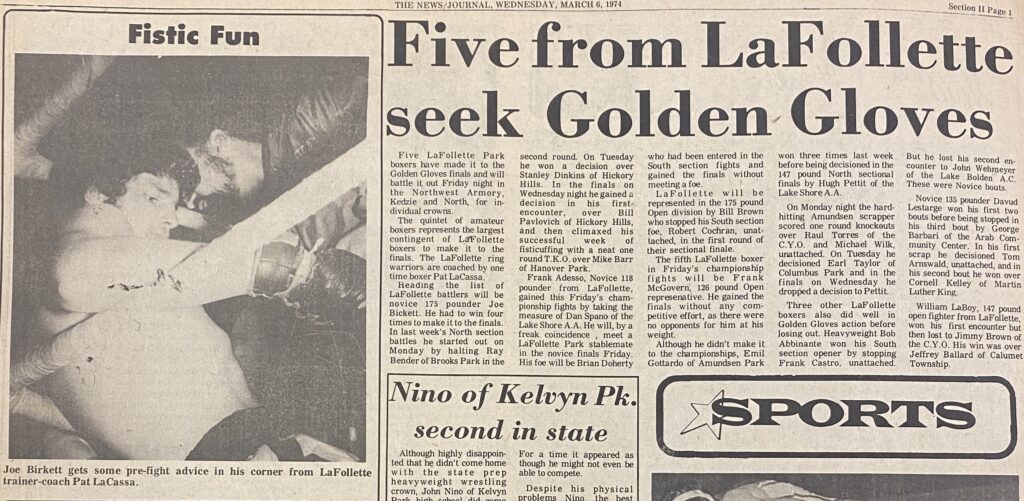 THE NEWS/JOURNAL, WEDNESDAY, MARCH 6, 1974
Section II Page 1
Fistic Fun
Joe Birkett gets some pre-fight advice in his corner from LaFollette
trainer-coach Pat LaCassa.
Five from LaFollette
seek Golden Gloves
Five LaFollette Park
boxers have made it to the
Golden Gloves finals and will
battle it out Friday night in
the Northwest Armory,
Kedzie and North, for in-
dividual crowns.
The quintet of amateur
boxers represents the largest
contingent of LaFollette
boxers to make it to the
finals. The LaFollette ring
warriors are coached by one
time boxer Pat LaCassa.
Heading the list of
LaFollette battlers will be
novice 175 pounder Joe
Bickett. He had to win four
times to make it to the finals.
In last week's North section
battles he started out on
Monday by halting Ray
Bender of Brooks Park in the
second round. On Tuesday
he won a decision over
Stanley Dinkins of Hickory
Hills. In the finals on
Wednesday night he gained a
decision in his first-
encounter, over Bill
Pavlovich of Hickory Hills,
and then climaxed his
successful week of
fisticuffing with a neat one
round T.K.O. over Mike Barr
of Hanover Park.
Frank Adesso, Novice 118
pounder from LaFollette,
gained this Friday's cham-
pionship fights by taking the
measure of Dan Spano of the
Lake Shore A.A. He will, by a
freak coincidence , meet a
LaFollette Park stablemate
in the novice finals Friday.
His foe will be Brian Doherty
who had been entered in the
South section fights and
gained the finals without
meeting a foe.
LaFollette will be
represented in the 175 pound
Open division by Bill Brown
who stopped his South section
foe, Robert Cochran, unat-
tached, in the first round of
their sectional finale.
The fifth LaFollette boxer
in Friday's championship
fights will be Frank
McGovern, 126 pound Open
represenative. He gained the
finals without any com-
petitive effort, as there were
no opponents for him at his
weight.
Although he didn't make it
to the championships, Emil
Gottardo of Amundsen Park
won three times last week
before being decisioned in the
147 pound North sectional
finals by Hugh Pettit of the
Lake Shore A.A.
On Monday night the hard-
hitting Amundsen scrapper
scored one round knockouts
over Raul Torres of the
C.Y.O. and Michael Wilk,
unattached. On Tuesday he
decisioned Earl Taylor of
Columbus Park and in the
finals on Wednesday he
dropped a decision to Pettit.
Three other LaFollette
boxers also did well in
Golden Gloves action before
losing out. Heavyweight Bob
Abbinante won his South
section opener by stopping
Frank Castro, unattached.
But he lost his second en-
counter to John Wehmeyer
of the Lake Bolden A.C.
These were Novice bouts.
Novice 135 pounder Davud
Lestarge won his first two
bouts before being stopped in
his third bout by George
Barbari of the Arab Com-
munity Center. In his first
scrap he decisioned Tom
Arnswald, unattached, and in
his second bout he won over
Cornell Kelley of Martin
Luther King.
William LaBoy, 147 pound
open fighter from LaFollette,
won his first encounter but
then lost to Jimmy Brown of
the C.Y.O. His win was over
Jeffrey Ballard of Calumet
Township.
Nino of Kelvyn Pk.
second in state
Although highly disappoin-
ted that he didn't come home
with the state prep
heavyweight wrestling
crown, John Nino of Kelvyn
Park high school did come
For a time it appeared as
though he might not even be
able to compete.
Despite his physical
problems Nino, the best
SPORTS